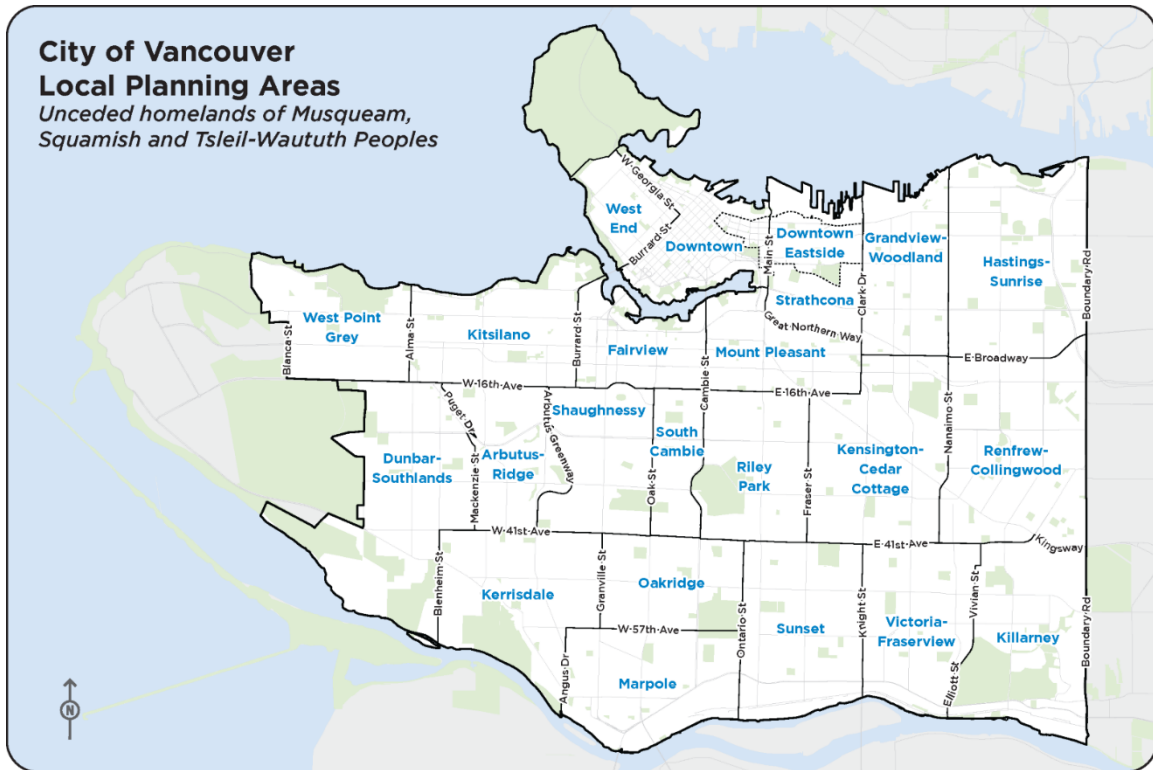 City of Vancouver
Local Planning Areas
Unceded homelands of Musqueam,
Squamish and Tsleil-Waututh Peoples
W·Georgia·St
West
End
Burrard·St
Downtown
Main·St
Downtown
Eastside
Grandview-
Woodland
Hastings-
Sunrise
Boundary·Rd
Clark·Dr
Strathcona
Great·Northern·Way
West Point
Grey
Blanca·St
Alma·St
Kitsilano
Burrard·St
Fairview
Cambie·St
Mount Pleasant
E·Broadway
W·16th·Ave
E·16th·Ave
Nanaimo·St
Puget·Dr
Arbutus·Greenway
Shaughnessy
South
Cambie
Dunbar-
Southlands
Mackenzie·St
Arbutus-
Ridge
Oak·St
Riley
Park
Fraser·St
Kensington-
Cedar
Cottage
Renfrew-
Collingwood
W·41st·Ave
E·41st·Ave
Kingsway
Blenheim·St
Kerrisdale
Granville·St
Oakridge
Ontario·St
Sunset
Knight·St
Victoria-
Fraserview
Vivian·St
Killarney
Boundary·Rd
W·57th·Ave
Angus·Dr
Marpole
Elliott·St
N